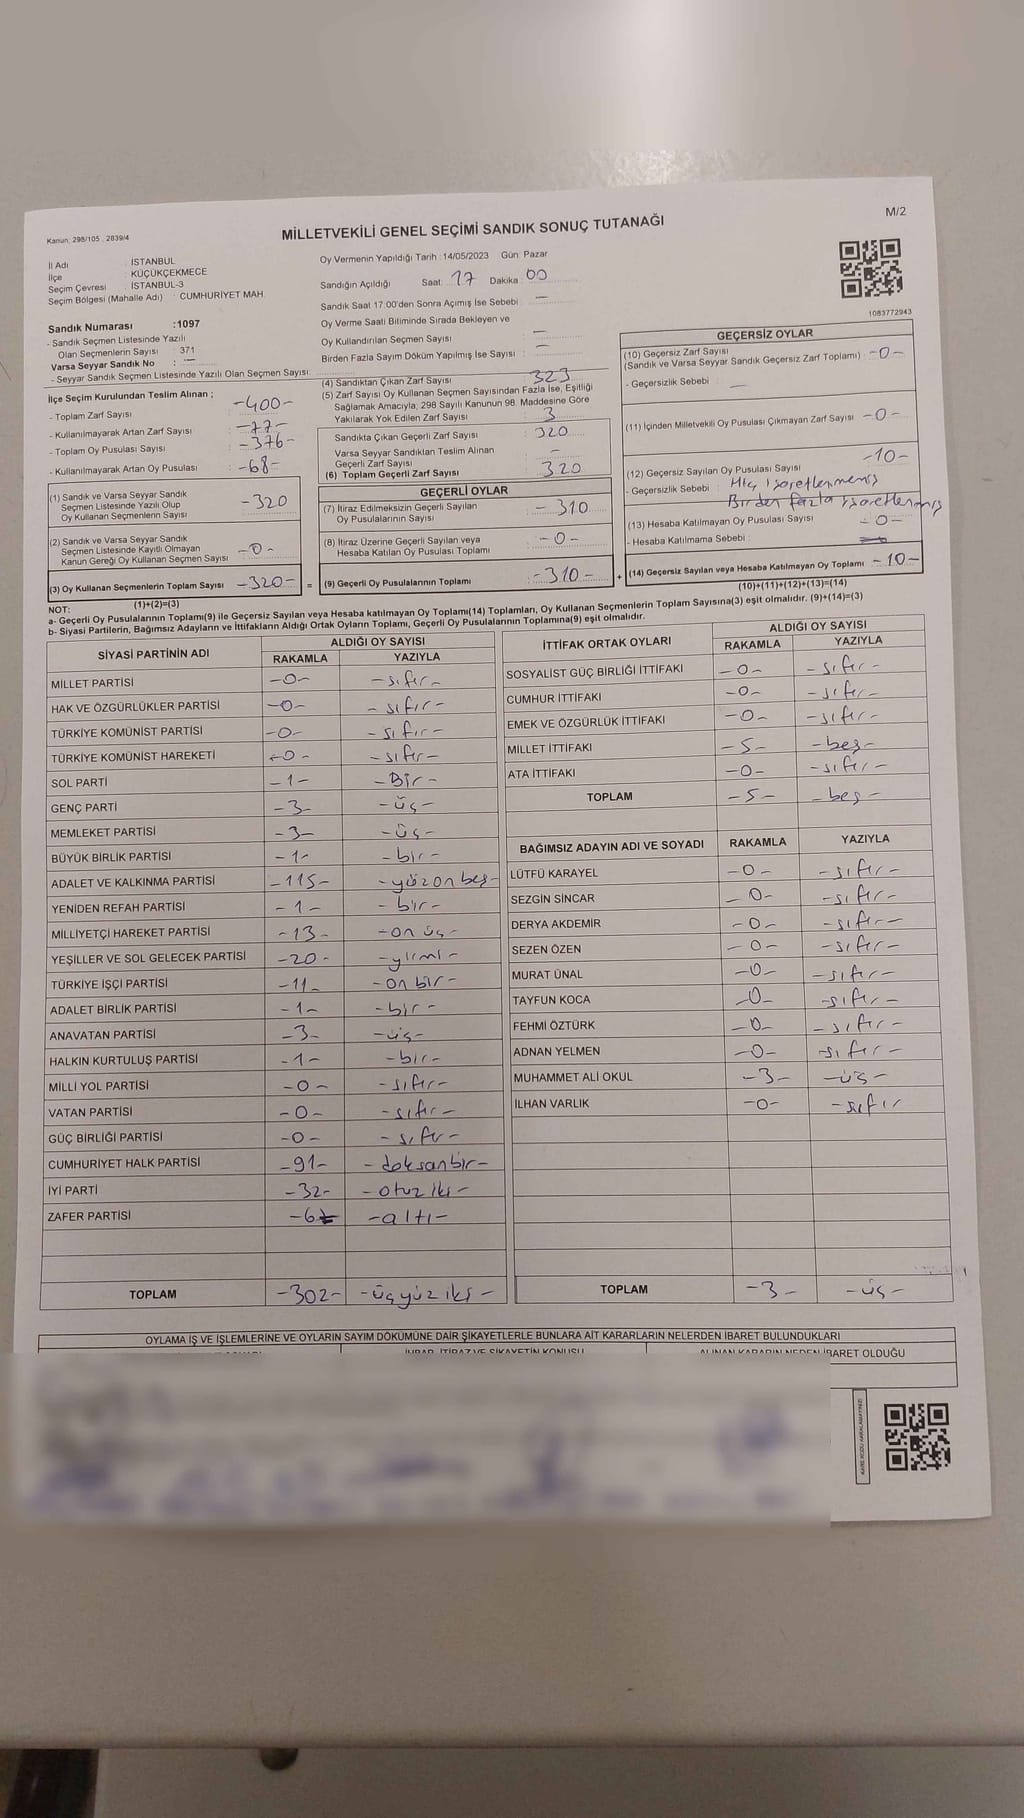 M/2
Kanun: 298/105 , 2839/4
MİLLETVEKİLİ GENEL SEÇİMİ SANDIK SONUÇ TUTANAĞI
İl Adı : İSTANBUL
İlçe : KÜÇÜKÇEKMECE
Seçim Çevresi : İSTANBUL-3
Seçim Bölgesi (Mahalle Adı) : CUMHURİYET MAH
Sandık Numarası :1097
- Sandık Seçmen Listesinde Yazılı
Olan Seçmenlerin Sayısı : 371
Varsa Seyyar Sandık No : —
- Seyyar Sandık Seçmen Listesinde Yazılı Olan Seçmen Sayısı:
Oy Vermenin Yapıldığı Tarih : 14/05/2023 Gün: Pazar
Sandığın Açıldığı Saat: 17 Dakika: 00
Sandık Saat 17:00'den Sonra Açımış İse Sebebi : —
Oy Verme Saati Bitiminde Sırada Bekleyen ve
Oy Kullandırılan Seçmen Sayısı : —
Birden Fazla Sayım Döküm Yapılmış İse Sayısı : —
1083772943
İlçe Seçim Kurulundan Teslim Alınan ;
- Toplam Zarf Sayısı : -400-
- Kullanılmayarak Artan Zarf Sayısı : -77-
- Toplam Oy Pusulası Sayısı : -376-
- Kullanılmayarak Artan Oy Pusulası : -68-
(1) Sandık ve Varsa Seyyar Sandık
Seçmen Listesinde Yazılı Olup
Oy Kullanan Seçmenlerin Sayısı : -320
(2) Sandık ve Varsa Seyyar Sandık
Seçmen Listesinde Kayıtlı Olmayan
Kanun Gereği Oy Kullanan Seçmen Sayısı : -0-
(3) Oy Kullanan Seçmenlerin Toplam Sayısı : -320-
(1)+(2)=(3)
(4) Sandıktan Çıkan Zarf Sayısı : 323
(5) Zarf Sayısı Oy Kullanan Seçmen Sayısından Fazla İse, Eşitliği
Sağlamak Amacıyla; 298 Sayılı Kanunun 98. Maddesine Göre
Yakılarak Yok Edilen Zarf Sayısı : 3
Sandıkta Çıkan Geçerli Zarf Sayısı : 320
Varsa Seyyar Sandıktan Teslim Alınan
Geçerli Zarf Sayısı : —
(6) Toplam Geçerli Zarf Sayısı : 320
GEÇERLİ OYLAR
(7) İtiraz Edilmeksizin Geçerli Sayılan
Oy Pusulalarının Sayısı : -310
(8) İtiraz Üzerine Geçerli Sayılan veya
Hesaba Katılan Oy Pusulası Toplamı : -0-
= (9) Geçerli Oy Pusulalarının Toplamı : -310-
GEÇERSİZ OYLAR
(10) Geçersiz Zarf Sayısı
(Sandık ve Varsa Seyyar Sandık Geçersiz Zarf Toplamı) : -0-
- Geçersizlik Sebebi : —
(11) İçinden Milletvekili Oy Pusulası Çıkmayan Zarf Sayısı : -0-
(12) Geçersiz Sayılan Oy Pusulası Sayısı : -10-
- Geçersizlik Sebebi : Hiç işaretlenmemiş
Birden fazla işaretlenmiş
(13) Hesaba Katılmayan Oy Pusulası Sayısı : -0-
- Hesaba Katılmama Sebebi : —
+ (14) Geçersiz Sayılan veya Hesaba Katılmayan Oy Toplamı : -10-
(10)+(11)+(12)+(13)=(14)
NOT:
a- Geçerli Oy Pusulalarının Toplamı(9) ile Geçersiz Sayılan veya Hesaba katılmayan Oy Toplamı(14) Toplamları, Oy Kullanan Seçmenlerin Toplam Sayısına(3) eşit olmalıdır. (9)+(14)=(3)
b- Siyasi Partilerin, Bağımsız Adayların ve İttifakların Aldığı Ortak Oyların Toplamı, Geçerli Oy Pusulalarının Toplamına(9) eşit olmalıdır.
SİYASİ PARTİNİN ADI ALDIĞI OY SAYISI
RAKAMLA YAZIYLA
MİLLET PARTİSİ -0- -sıfır-
HAK VE ÖZGÜRLÜKLER PARTİSİ -0- -sıfır-
TÜRKİYE KOMÜNİST PARTİSİ -0- -sıfır-
TÜRKİYE KOMÜNİST HAREKETİ -0- -sıfır-
SOL PARTİ -1- -Bir-
GENÇ PARTİ -3- -üç-
MEMLEKET PARTİSİ -3- -üç-
BÜYÜK BİRLİK PARTİSİ -1- -bir-
ADALET VE KALKINMA PARTİSİ -115- -yüzonbeş-
YENİDEN REFAH PARTİSİ -1- -bir-
MİLLİYETÇİ HAREKET PARTİSİ -13- -on üç-
YEŞİLLER VE SOL GELECEK PARTİSİ -20- -yirmi-
TÜRKİYE İŞÇİ PARTİSİ -11- -on bir-
ADALET BİRLİK PARTİSİ -1- -bir-
ANAVATAN PARTİSİ -3- -üç-
HALKIN KURTULUŞ PARTİSİ -1- -bir-
MİLLİ YOL PARTİSİ -0- -sıfır-
VATAN PARTİSİ -0- -sıfır-
GÜÇ BİRLİĞİ PARTİSİ -0- -sıfır-
CUMHURİYET HALK PARTİSİ -91- -doksanbir-
İYİ PARTİ -32- -otuz iki-
ZAFER PARTİSİ -6- -altı-
TOPLAM -302- -üçyüz iki-
İTTİFAK ORTAK OYLARI ALDIĞI OY SAYISI
RAKAMLA YAZIYLA
SOSYALİST GÜÇ BİRLİĞİ İTTİFAKI -0- -sıfır-
CUMHUR İTTİFAKI -0- -sıfır-
EMEK VE ÖZGÜRLÜK İTTİFAKI -0- -sıfır-
MİLLET İTTİFAKI -5- -beş-
ATA İTTİFAKI -0- -sıfır-
TOPLAM -5- -beş-
BAĞIMSIZ ADAYIN ADI VE SOYADI RAKAMLA YAZIYLA
LÜTFÜ KARAYEL -0- -sıfır-
SEZGİN SİNCAR -0- -sıfır-
DERYA AKDEMİR -0- -sıfır-
SEZEN ÖZEN -0- -sıfır-
MURAT ÜNAL -0- -sıfır-
TAYFUN KOCA -0- -sıfır-
FEHMİ ÖZTÜRK -0- -sıfır-
ADNAN YELMEN -0- -sıfır-
MUHAMMET ALİ OKUL -3- -üç-
İLHAN VARLIK -0- -sıfır
TOPLAM -3- -üç-
OYLAMA İŞ VE İŞLEMLERİNE VE OYLARIN SAYIM DÖKÜMÜNE DAİR ŞİKAYETLERLE BUNLARA AİT KARARLARIN NELERDEN İBARET BULUNDUKLARI
İHBAR, İTİRAZ VE ŞİKAYETİN KONUSU ALINAN KARARIN NEDEN İBARET OLDUĞU